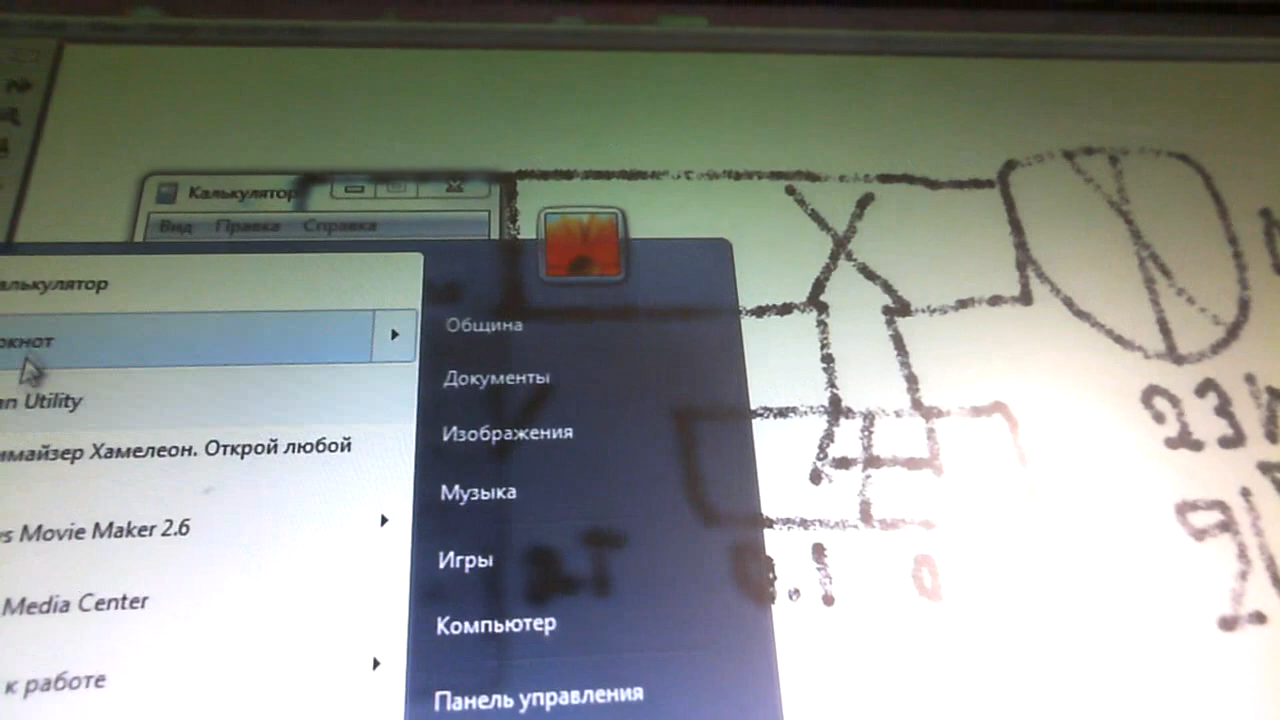 Калькулятор
Вид Правка Справка
алькулятор
окнот
an Utility
имайзер Хамелеон. Открой любой
s Movie Maker 2.6
Media Center
к работе
Община
Документы
Изображения
Музыка
Игры
Компьютер
Панель управления
23